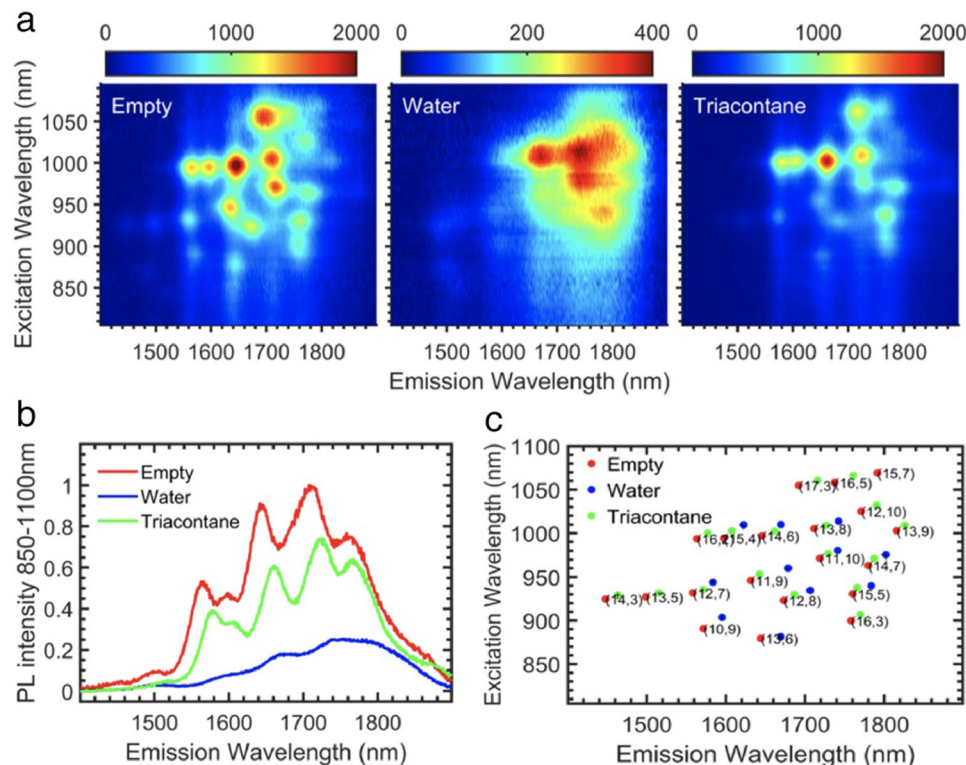 a
0 1000 2000
0 200 400
0 1000 2000
Excitation Wavelength (nm)
1050
1000
950
900
850
Empty
Water
Triacontane
1500 1600 1700 1800
1500 1600 1700 1800
1500 1600 1700 1800
Emission Wavelength (nm)
b
PL intensity 850-1100nm
1
0.8
0.6
0.4
0.2
0
Empty
Water
Triacontane
1500 1600 1700 1800
Emission Wavelength (nm)
c
Excitation Wavelength (nm)
1100
1050
1000
950
900
850
Empty
Water
Triacontane
(15,7)
(17,3) (16,5)
(12,10)
(16,2) (15,4) (14,6) (13,8) (13,9)
(11,10) (14,7)
(11,9)
(14,3) (13,5) (12,7) (12,8) (15,5)
(10,9) (13,6) (16,3)
1500 1600 1700 1800
Emission Wavelength (nm)